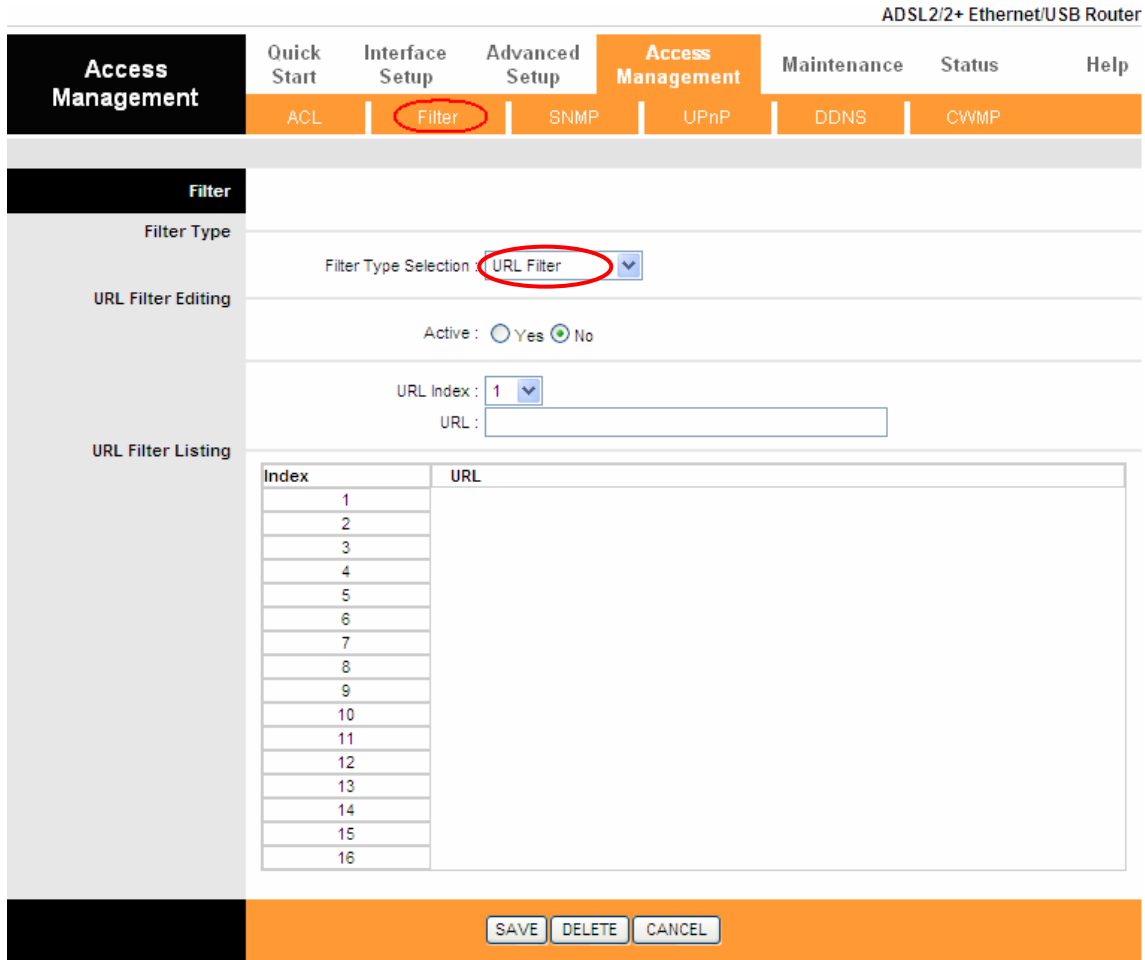 ADSL2/2+ Ethernet/USB Router
Access Management
Quick Start
Interface Setup
Advanced Setup
Access Management
Maintenance
Status
Help
ACL
Filter
SNMP
UPnP
DDNS
CWMP
Filter
Filter Type
Filter Type Selection : URL Filter
URL Filter Editing
Active : Yes No
URL Index : 1
URL :
URL Filter Listing
Index URL
1
2
3
4
5
6
7
8
9
10
11
12
13
14
15
16
SAVE DELETE CANCEL